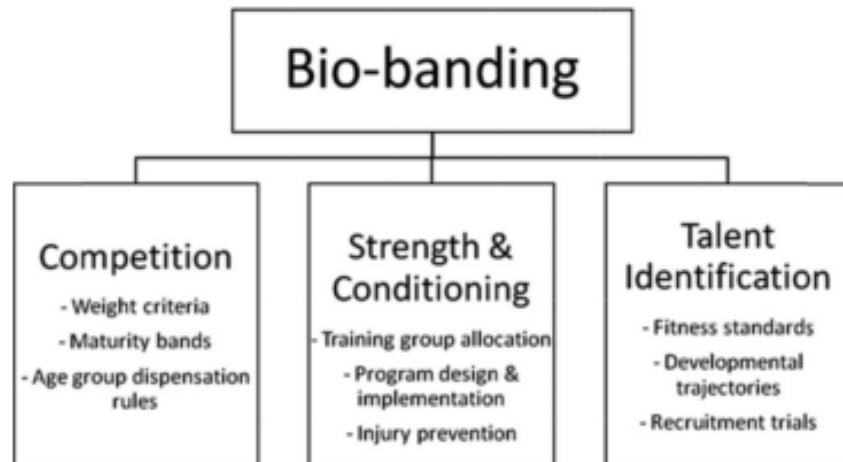 Bio-banding
Competition
- Weight criteria
- Maturity bands
- Age group dispensation
rules
Strength &
Conditioning
- Training group allocation
- Program design &
implementation
- Injury prevention
Talent
Identification
- Fitness standards
- Developmental
trajectories
- Recruitment trials